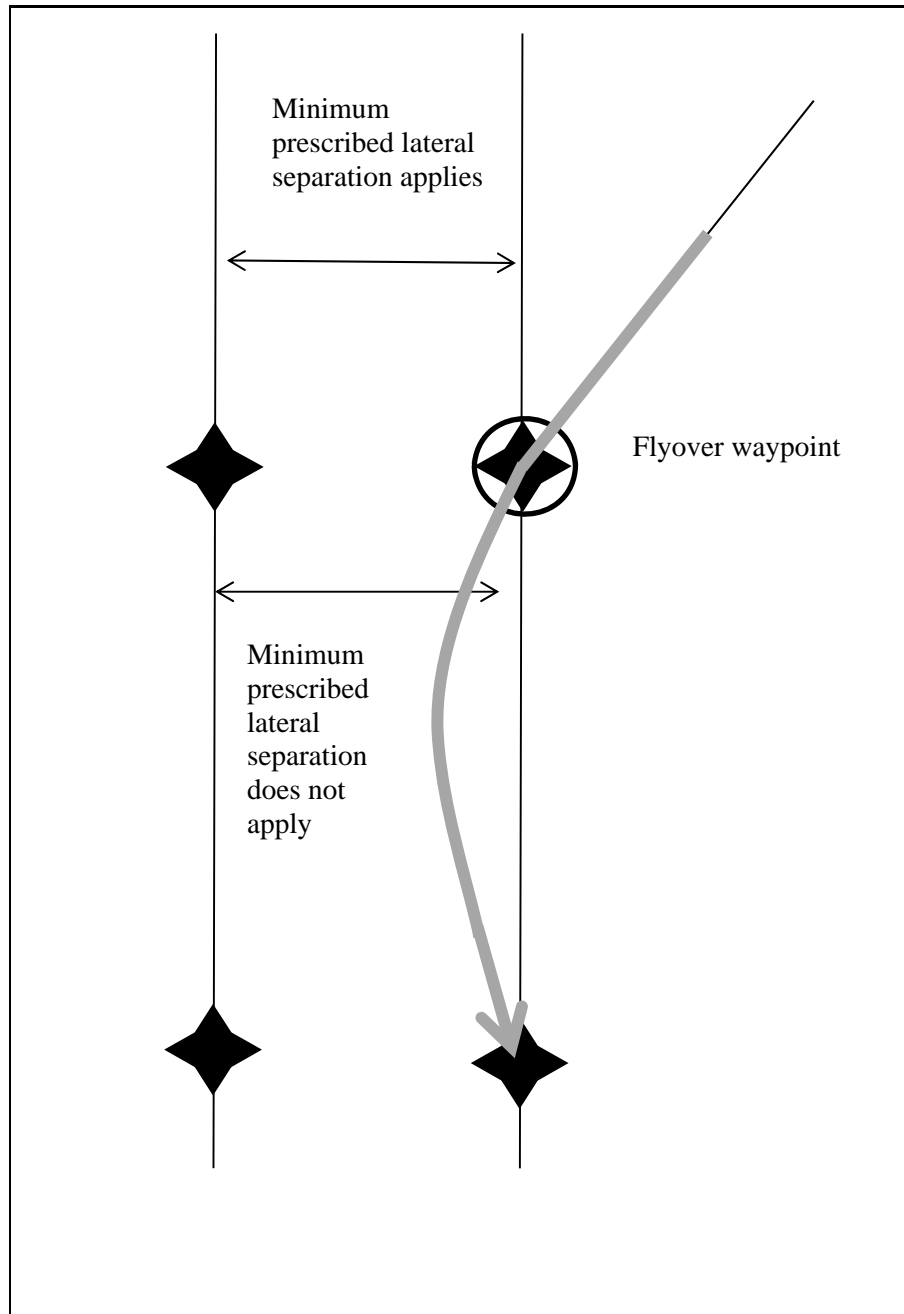 Minimum
prescribed lateral
separation applies
Flyover waypoint
Minimum
prescribed
lateral
separation
does not
apply